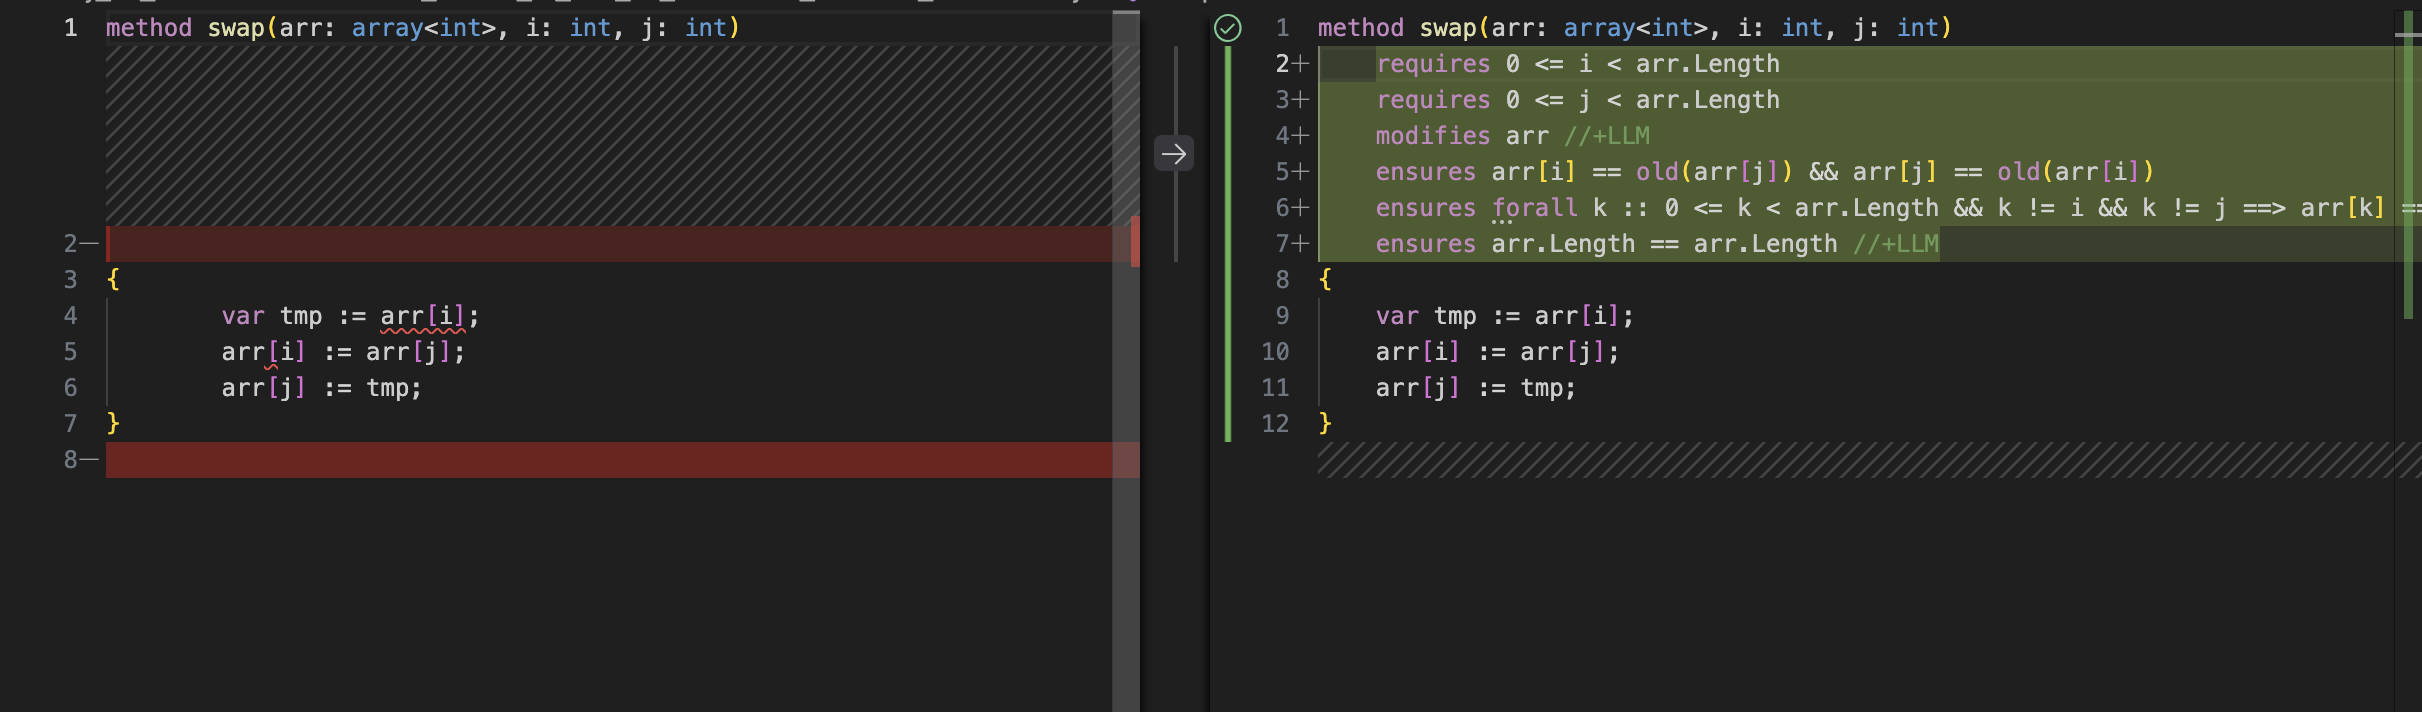 1 method swap(arr: array<int>, i: int, j: int)
2—
3 {
4 var tmp := arr[i];
5 arr[i] := arr[j];
6 arr[j] := tmp;
7 }
8—
1 method swap(arr: array<int>, i: int, j: int)
2+ requires 0 <= i < arr.Length
3+ requires 0 <= j < arr.Length
4+ modifies arr //+LLM
5+ ensures arr[i] == old(arr[j]) && arr[j] == old(arr[i])
6+ ensures forall k :: 0 <= k < arr.Length && k != i && k != j ==> arr[k] ==
7+ ensures arr.Length == arr.Length //+LLM
8 {
9 var tmp := arr[i];
10 arr[i] := arr[j];
11 arr[j] := tmp;
12 }